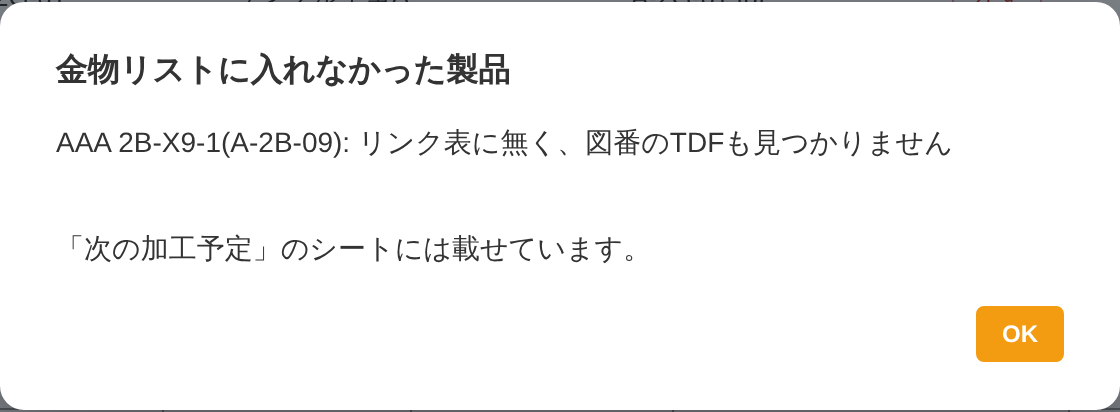 金物リストに入れなかった製品
AAA 2B-X9-1(A-2B-09): リンク表に無く、図番のTDFも見つかりません
「次の加工予定」のシートには載せています。
OK